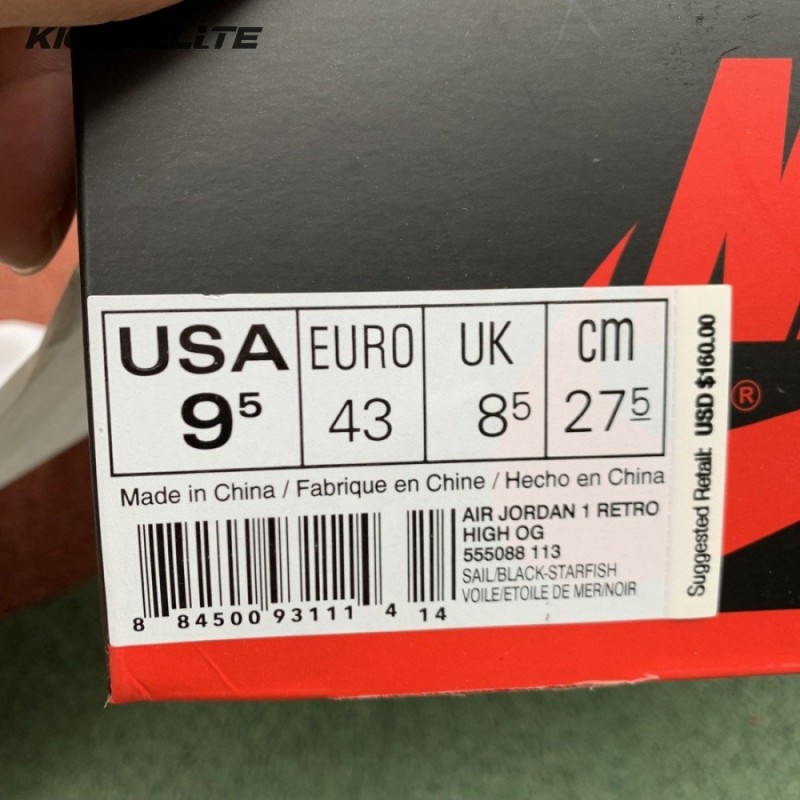 USA EURO UK cm
9⁵ 43 8⁵ 27⁵
Made in China / Fabrique en Chine / Hecho en China
AIR JORDAN 1 RETRO
HIGH OG
555088 113
SAIL/BLACK-STARFISH
VOILE/ETOILE DE MER/NOIR
8 84500 93111 4 14
Suggested Retail: USD $160.00
®